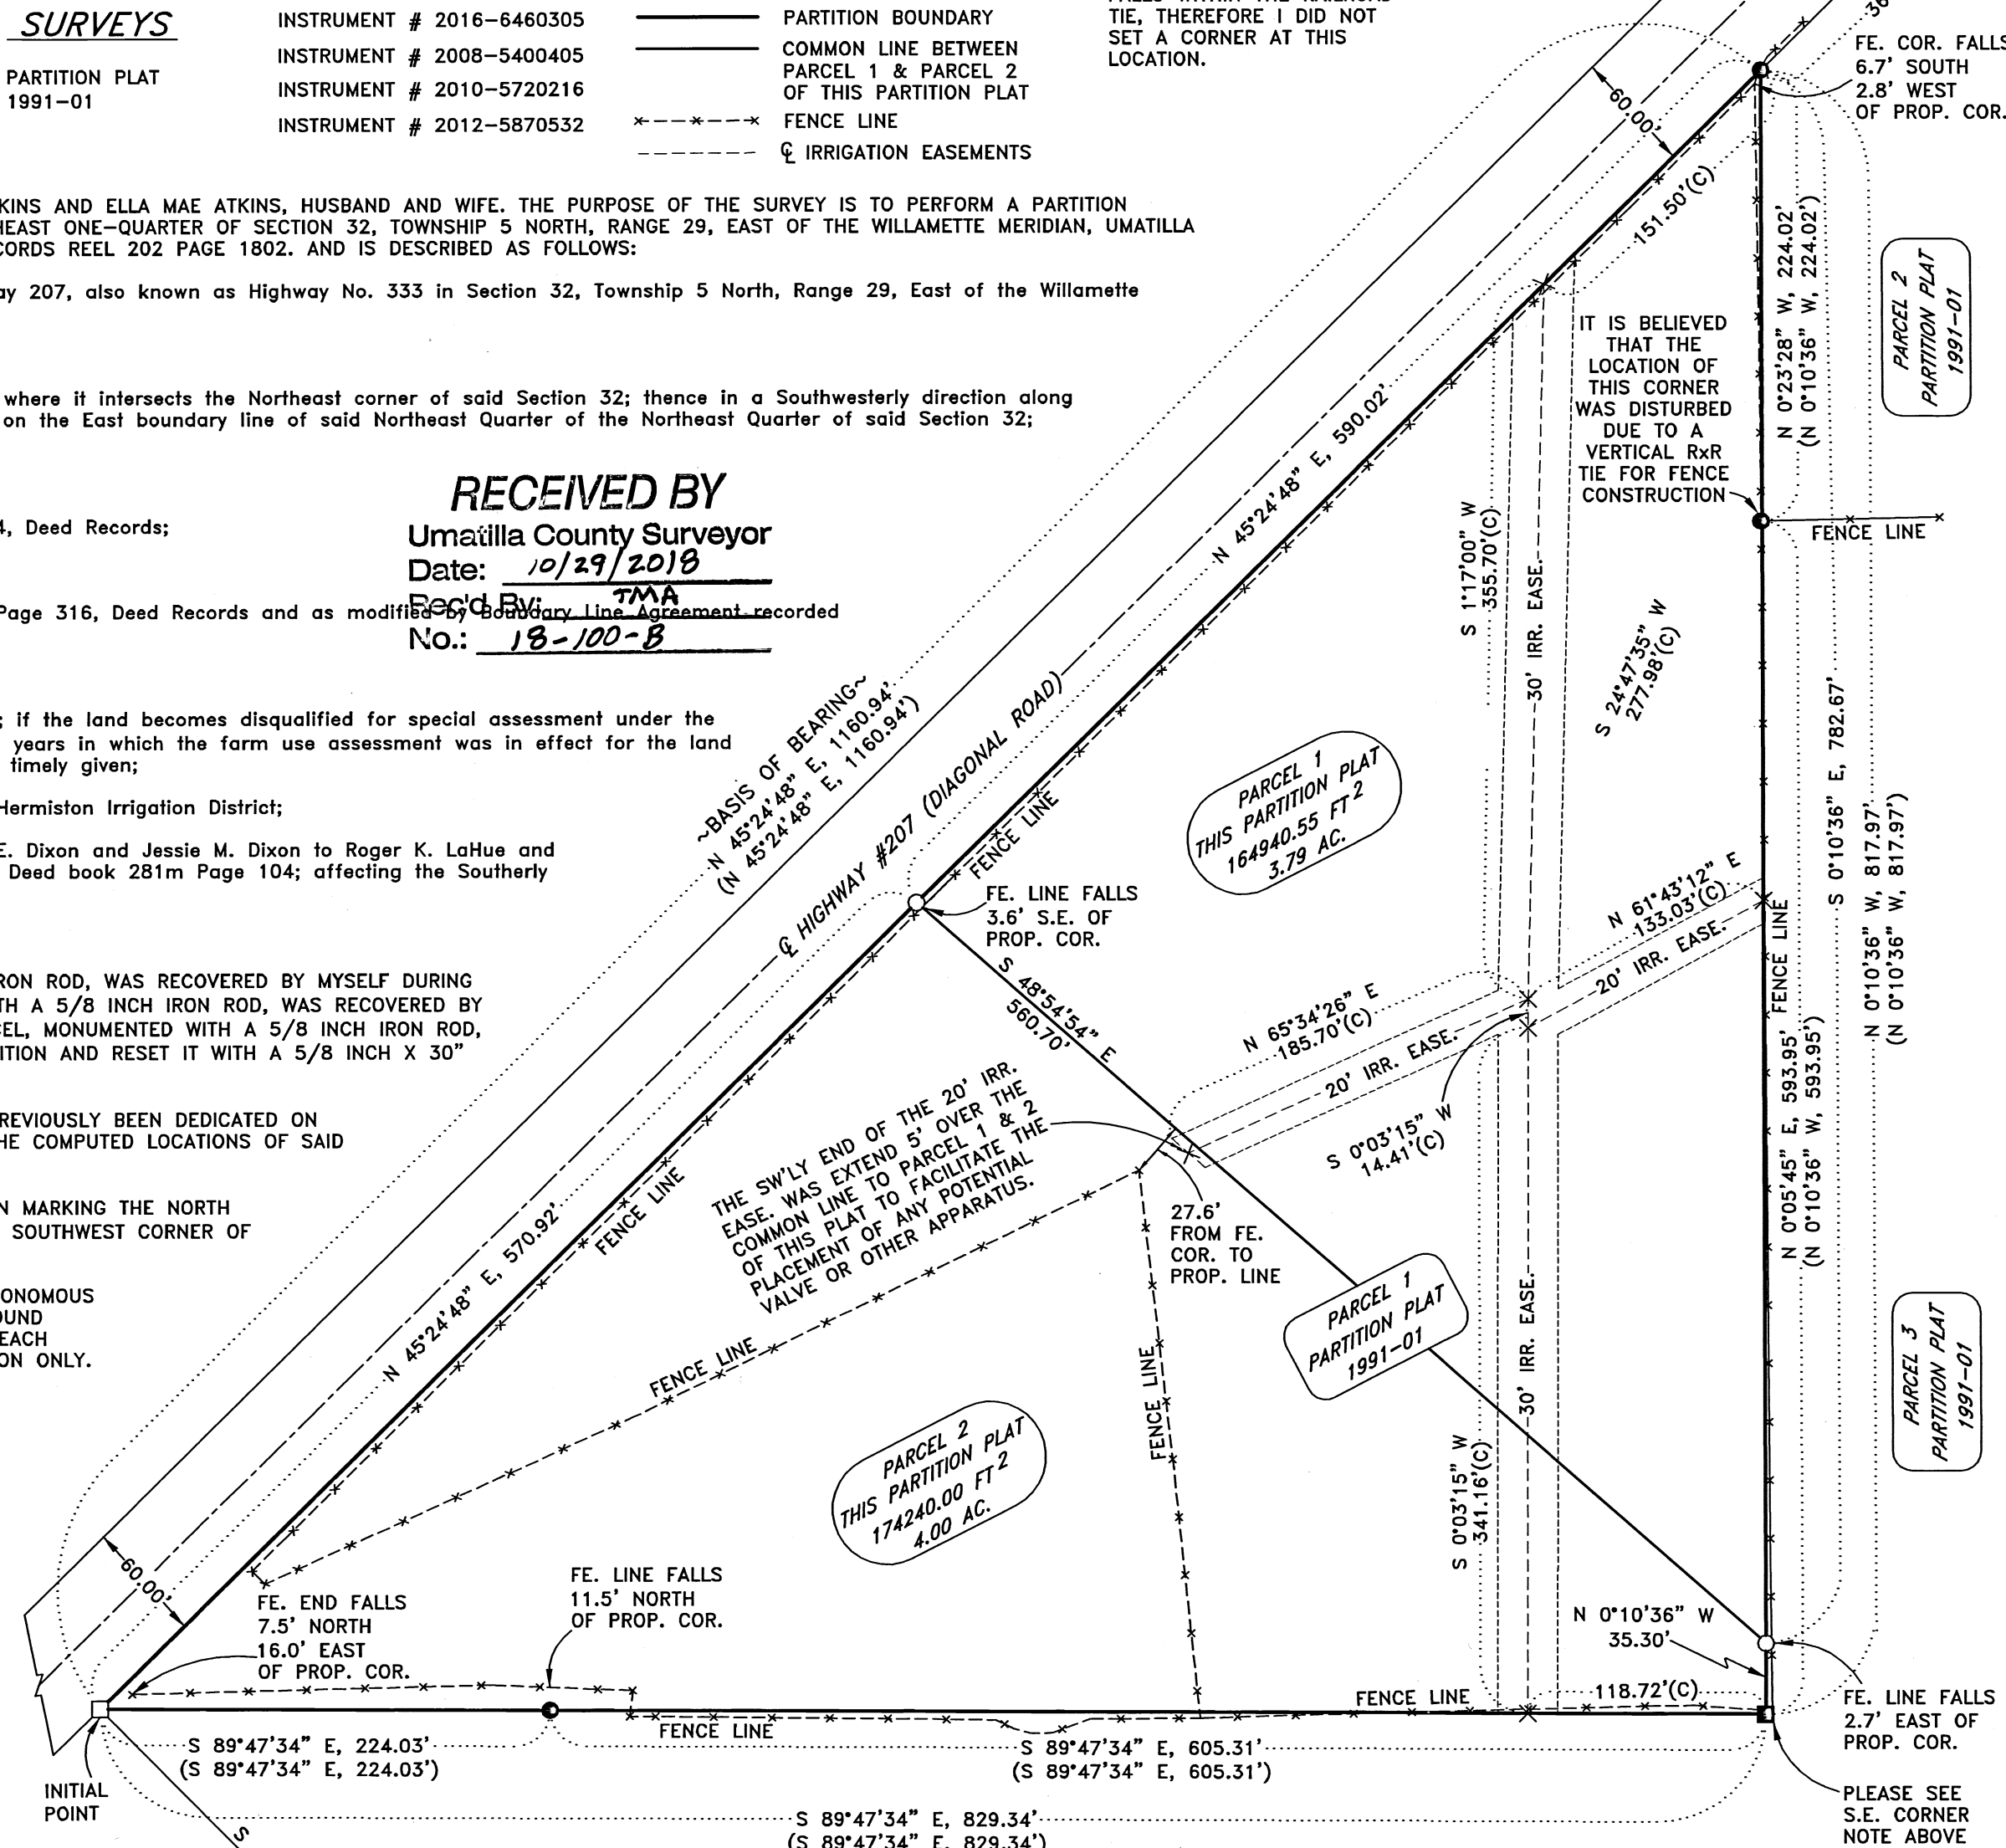 SURVEYS
PARTITION PLAT
1991-01
INSTRUMENT # 2016-6460305
INSTRUMENT # 2008-5400405
INSTRUMENT # 2010-5720216
INSTRUMENT # 2012-5870532
PARTITION BOUNDARY
COMMON LINE BETWEEN
PARCEL 1 & PARCEL 2
OF THIS PARTITION PLAT
FENCE LINE
℄ IRRIGATION EASEMENTS
TIE, THEREFORE I DID NOT
SET A CORNER AT THIS
LOCATION.
KINS AND ELLA MAE ATKINS, HUSBAND AND WIFE. THE PURPOSE OF THE SURVEY IS TO PERFORM A PARTITION
HEAST ONE-QUARTER OF SECTION 32, TOWNSHIP 5 NORTH, RANGE 29, EAST OF THE WILLAMETTE MERIDIAN, UMATILLA
CORDS REEL 202 PAGE 1802. AND IS DESCRIBED AS FOLLOWS:
ay 207, also known as Highway No. 333 in Section 32, Township 5 North, Range 29, East of the Willamette
where it intersects the Northeast corner of said Section 32; thence in a Southwesterly direction along
on the East boundary line of said Northeast Quarter of the Northeast Quarter of said Section 32;
4, Deed Records;
RECEIVED BY
Umatilla County Surveyor
Date: 10/29/2018
Rec'd By: TMA
No.: 18-100-B
Page 316, Deed Records and as modified by Boundary Line Agreement recorded
; if the land becomes disqualified for special assessment under the
years in which the farm use assessment was in effect for the land
timely given;
Hermiston Irrigation District;
E. Dixon and Jessie M. Dixon to Roger K. LaHue and
Deed book 281m Page 104; affecting the Southerly
RON ROD, WAS RECOVERED BY MYSELF DURING
TH A 5/8 INCH IRON ROD, WAS RECOVERED BY
CEL, MONUMENTED WITH A 5/8 INCH IRON ROD,
ITION AND RESET IT WITH A 5/8 INCH X 30"
REVIOUSLY BEEN DEDICATED ON
HE COMPUTED LOCATIONS OF SAID
N MARKING THE NORTH
SOUTHWEST CORNER OF
ONOMOUS
OUND
EACH
ON ONLY.
60.00'
151.50'(C)
FE. COR. FALLS
6.7' SOUTH
2.8' WEST
OF PROP. COR.
N 0°23'28" W, 224.02'
(N 0°10'36" W, 224.02')
PARCEL 2
PARTITION PLAT
1991-01
IT IS BELIEVED
THAT THE
LOCATION OF
THIS CORNER
WAS DISTURBED
DUE TO A
VERTICAL RxR
TIE FOR FENCE
CONSTRUCTION
FENCE LINE
N 45°24'48" E, 590.02'
S 1°17'00" W
355.70'(C)
30' IRR. EASE.
S 24°47'35" W
277.98'(C)
~BASIS OF BEARING~
N 45°24'48" E, 1160.94'
(N 45°24'48" E, 1160.94')
℄ HIGHWAY #207 (DIAGONAL ROAD)
FENCE LINE
PARCEL 1
THIS PARTITION PLAT
164940.55 FT2
3.79 AC.
FE. LINE FALLS
3.6' S.E. OF
PROP. COR.
S 48°54'54" E
560.70'
N 61°43'12" E
133.03'(C)
20' IRR. EASE.
N 65°34'26" E
185.70'(C)
20' IRR. EASE.
S 0°03'15" W
14.41'(C)
FENCE LINE
N 0°05'45" E, 593.95'
(N 0°10'36" W, 593.95')
S 0°10'36" E, 782.67'
N 0°10'36" W, 817.97'
(N 0°10'36" W, 817.97')
THE SW'LY END OF THE 20' IRR.
EASE. WAS EXTEND 5' OVER THE
COMMON LINE TO PARCEL 1 & 2
OF THIS PLAT TO FACILITATE THE
PLACEMENT OF ANY POTENTIAL
VALVE OR OTHER APPARATUS.
27.6'
FROM FE.
COR. TO
PROP. LINE
N 45°24'48" E, 570.92'
FENCE LINE
FENCE LINE
FENCE LINE
PARCEL 1
PARTITION PLAT
1991-01
30' IRR. EASE.
S 0°03'15" W
341.16'(C)
PARCEL 3
PARTITION PLAT
1991-01
PARCEL 2
THIS PARTITION PLAT
174240.00 FT2
4.00 AC.
60.00'
FE. END FALLS
7.5' NORTH
16.0' EAST
OF PROP. COR.
FE. LINE FALLS
11.5' NORTH
OF PROP. COR.
N 0°10'36" W
35.30'
FENCE LINE
FENCE LINE
118.72'(C)
FE. LINE FALLS
2.7' EAST OF
PROP. COR.
S 89°47'34" E, 224.03'
(S 89°47'34" E, 224.03')
S 89°47'34" E, 605.31'
(S 89°47'34" E, 605.31')
INITIAL
POINT
S
S 89°47'34" E, 829.34'
(S 89°47'34" E, 829.34')
PLEASE SEE
S.E. CORNER
NOTE ABOVE